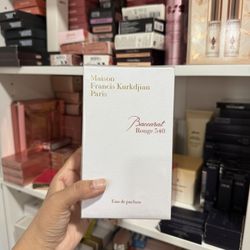 Maison
Francis Kurkdjian
Paris
Baccarat
Rouge 540
Eau de parfum